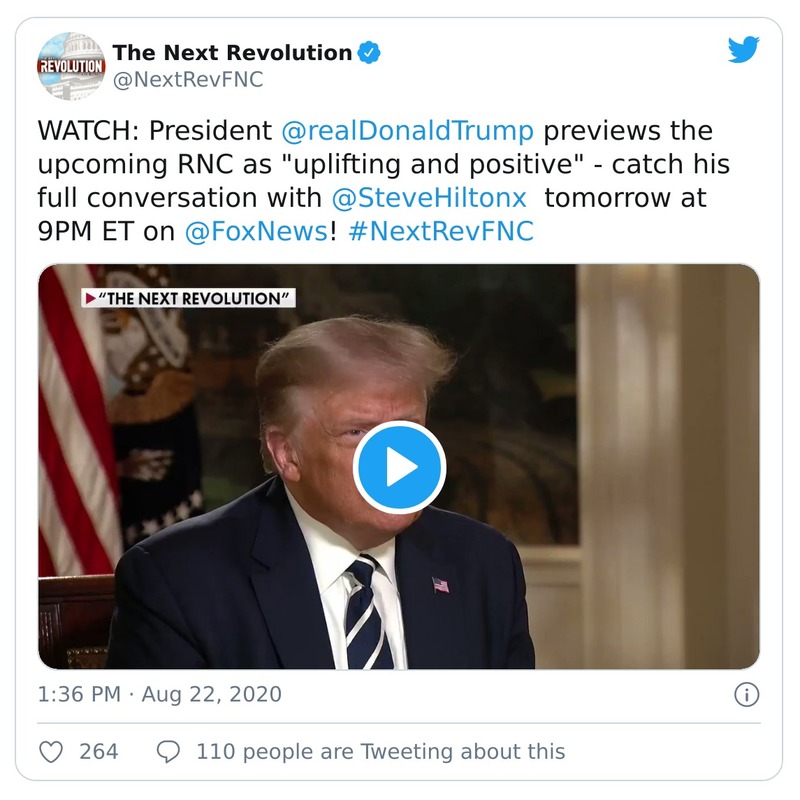 REVOLUTION
The Next Revolution
@NextRevFNC
WATCH: President @realDonaldTrump previews the
upcoming RNC as "uplifting and positive" - catch his
full conversation with @SteveHiltonx  tomorrow at
9PM ET on @FoxNews! #NextRevFNC
“THE NEXT REVOLUTION”
1:36 PM · Aug 22, 2020
264
110 people are Tweeting about this